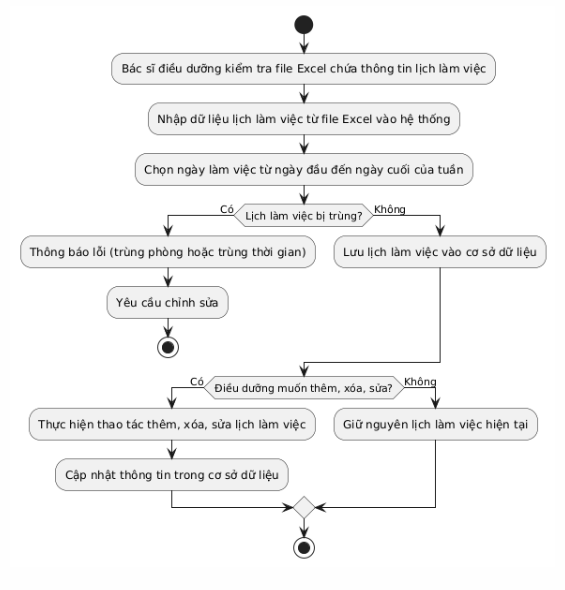 Bác sĩ điều dưỡng kiểm tra file Excel chứa thông tin lịch làm việc
Nhập dữ liệu lịch làm việc từ file Excel vào hệ thống
Chọn ngày làm việc từ ngày đầu đến ngày cuối của tuần
Có
Lịch làm việc bị trùng?
Không
Thông báo lỗi (trùng phòng hoặc trùng thời gian)
Lưu lịch làm việc vào cơ sở dữ liệu
Yêu cầu chỉnh sửa
Có
Điều dưỡng muốn thêm, xóa, sửa?
Không
Thực hiện thao tác thêm, xóa, sửa lịch làm việc
Giữ nguyên lịch làm việc hiện tại
Cập nhật thông tin trong cơ sở dữ liệu